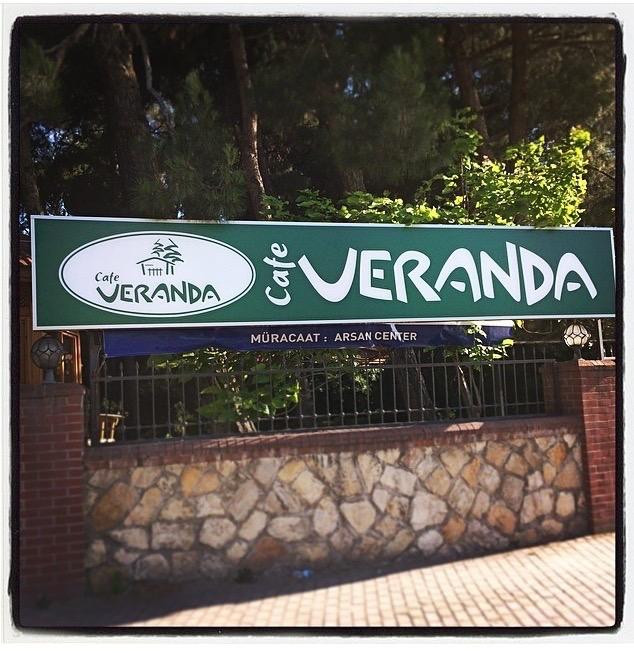 Cafe
VERANDA
Cafe VERANDA
MÜRACAAT : ARSAN CENTER